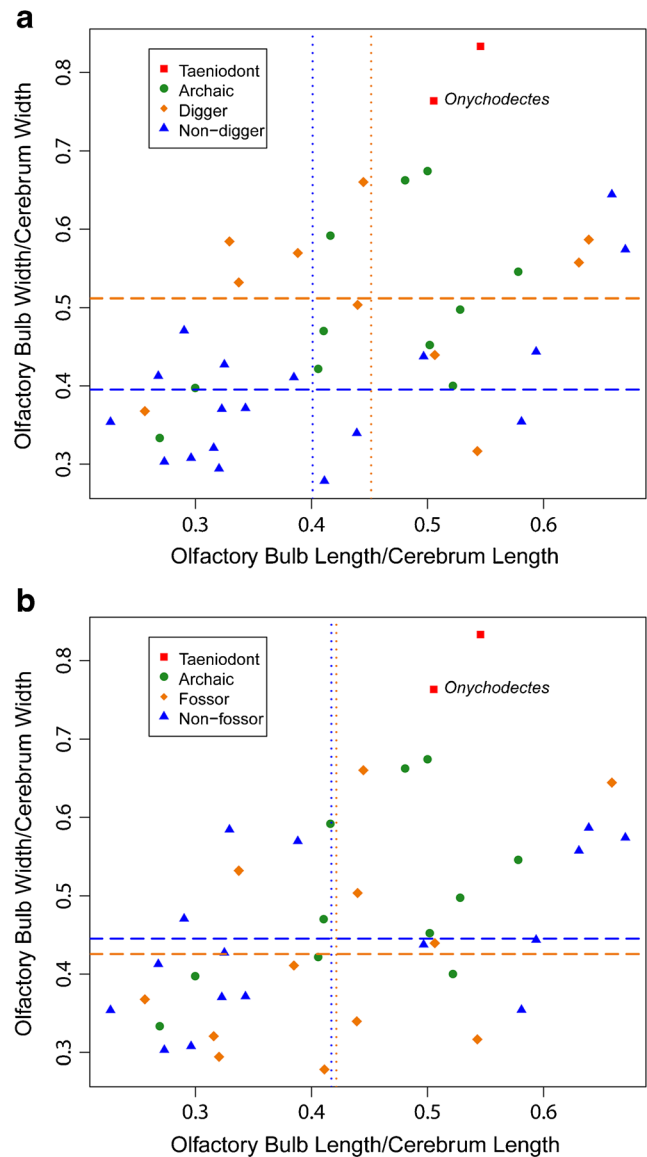 a
Taeniodont
Archaic
Digger
Non−digger
Onychodectes
Olfactory Bulb Width/Cerebrum Width
0.8
0.7
0.6
0.5
0.4
0.3
0.3 0.4 0.5 0.6
Olfactory Bulb Length/Cerebrum Length
b
Taeniodont
Archaic
Fossor
Non−fossor
Onychodectes
Olfactory Bulb Width/Cerebrum Width
0.8
0.7
0.6
0.5
0.4
0.3
0.3 0.4 0.5 0.6
Olfactory Bulb Length/Cerebrum Length